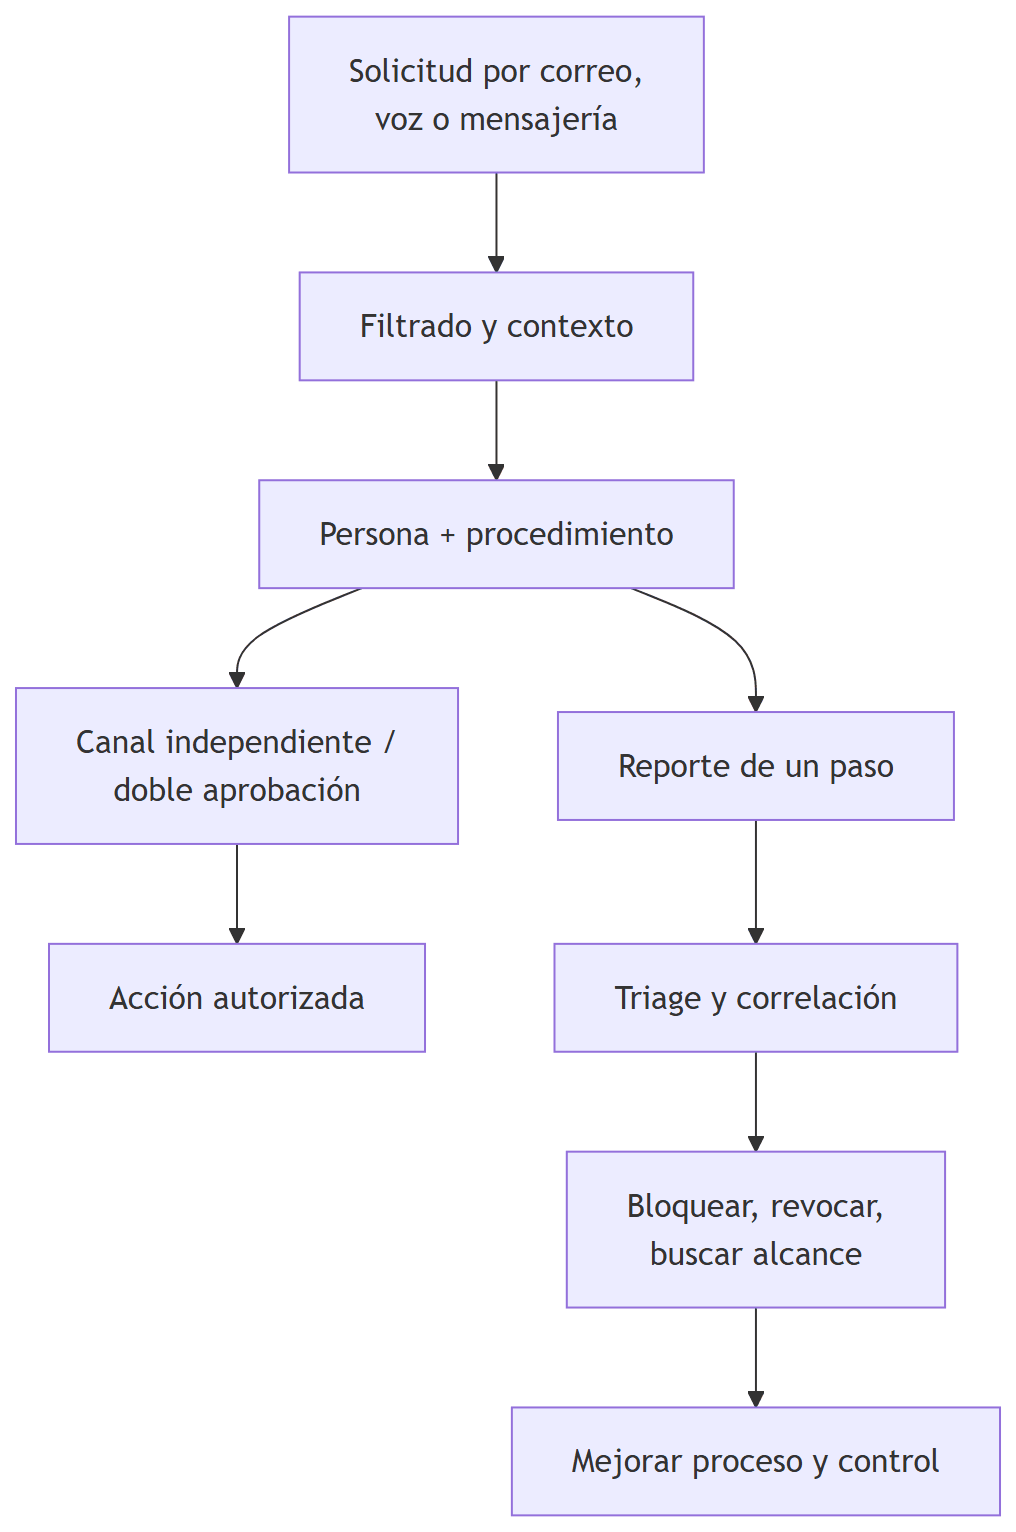 Solicitud por correo,
voz o mensajería
Filtrado y contexto
Persona + procedimiento
Canal independiente /
doble aprobación
Reporte de un paso
Acción autorizada
Triage y correlación
Bloquear, revocar,
buscar alcance
Mejorar proceso y control